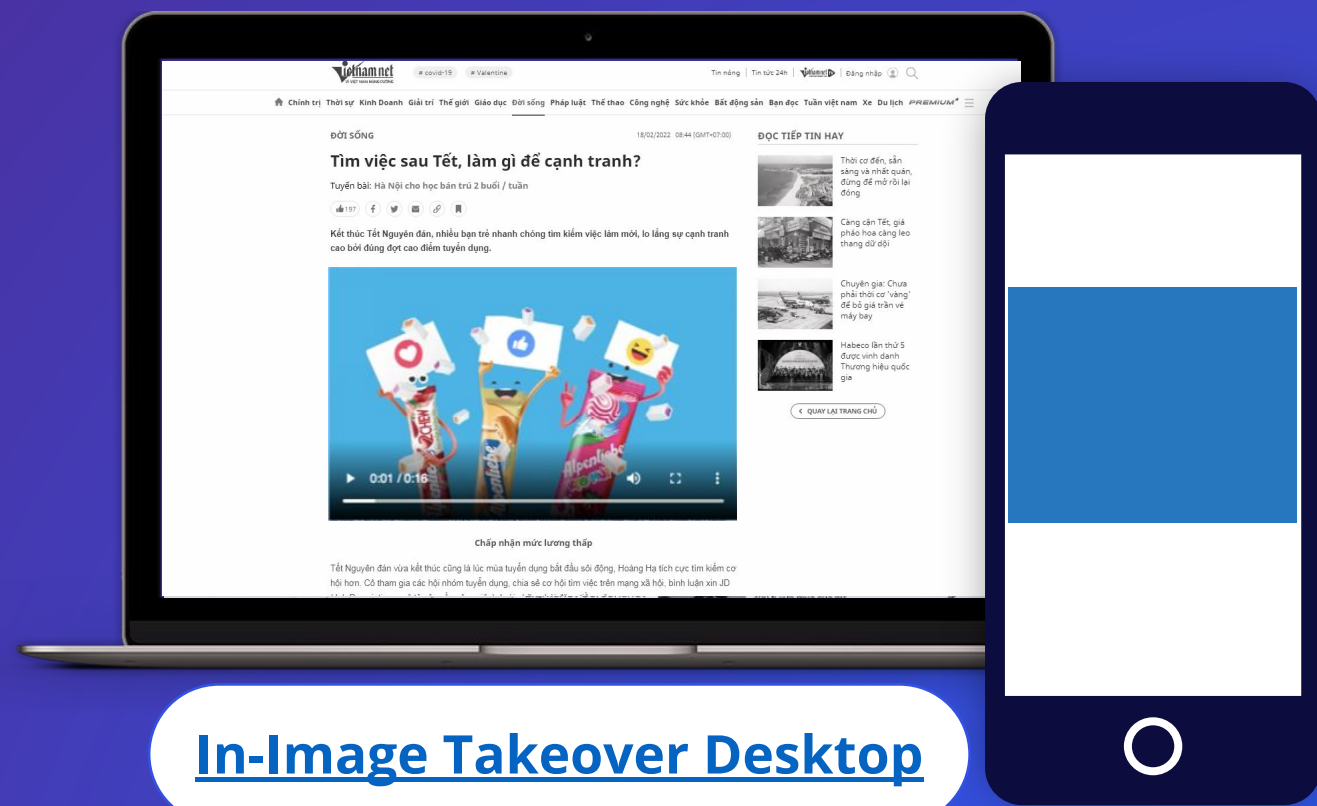 Vietnamnet
# covid-19 # Valentine
Tin nóng | Tin tức 24h | Vietnamnet | Đăng nhập
Chính trị Thời sự Kinh Doanh Giải trí Thế giới Giáo dục Đời sống Pháp luật Thể thao Công nghệ Sức khỏe Bất động sản Bạn đọc Tuần việt nam Xe Du lịch PREMIUM
ĐỜI SỐNG
18/02/2022 08:44 (GMT+07:00)
Tìm việc sau Tết, làm gì để cạnh tranh?
Tuyến bài: Hà Nội cho học bán trú 2 buổi / tuần
197
Kết thúc Tết Nguyên đán, nhiều bạn trẻ nhanh chóng tìm kiếm việc làm mới, lo lắng sự cạnh tranh
cao bởi đúng đợt cao điểm tuyển dụng.
2CHEW
Alpenliebe
Alpenliebe
0:01 / 0:16
Chấp nhận mức lương thấp
Tết Nguyên đán vừa kết thúc cũng là lúc mùa tuyển dụng bắt đầu sôi động, Hoàng Hạ tích cực tìm kiếm cơ
hội hơn. Cô tham gia các hội nhóm tuyển dụng, chia sẻ cơ hội tìm việc trên mạng xã hội, bình luận xin JD
ĐỌC TIẾP TIN HAY
Thời cơ đến, sẵn
sàng và nhất quán,
đừng để mở rồi lại
đóng
Càng cận Tết, giá
pháo hoa càng leo
thang dữ dội
Chuyên gia: Chưa
phải thời cơ 'vàng'
để bỏ giá trần vé
máy bay
Habeco lần thứ 5
được vinh danh
Thương hiệu quốc
gia
QUAY LẠI TRANG CHỦ
In-Image Takeover Desktop